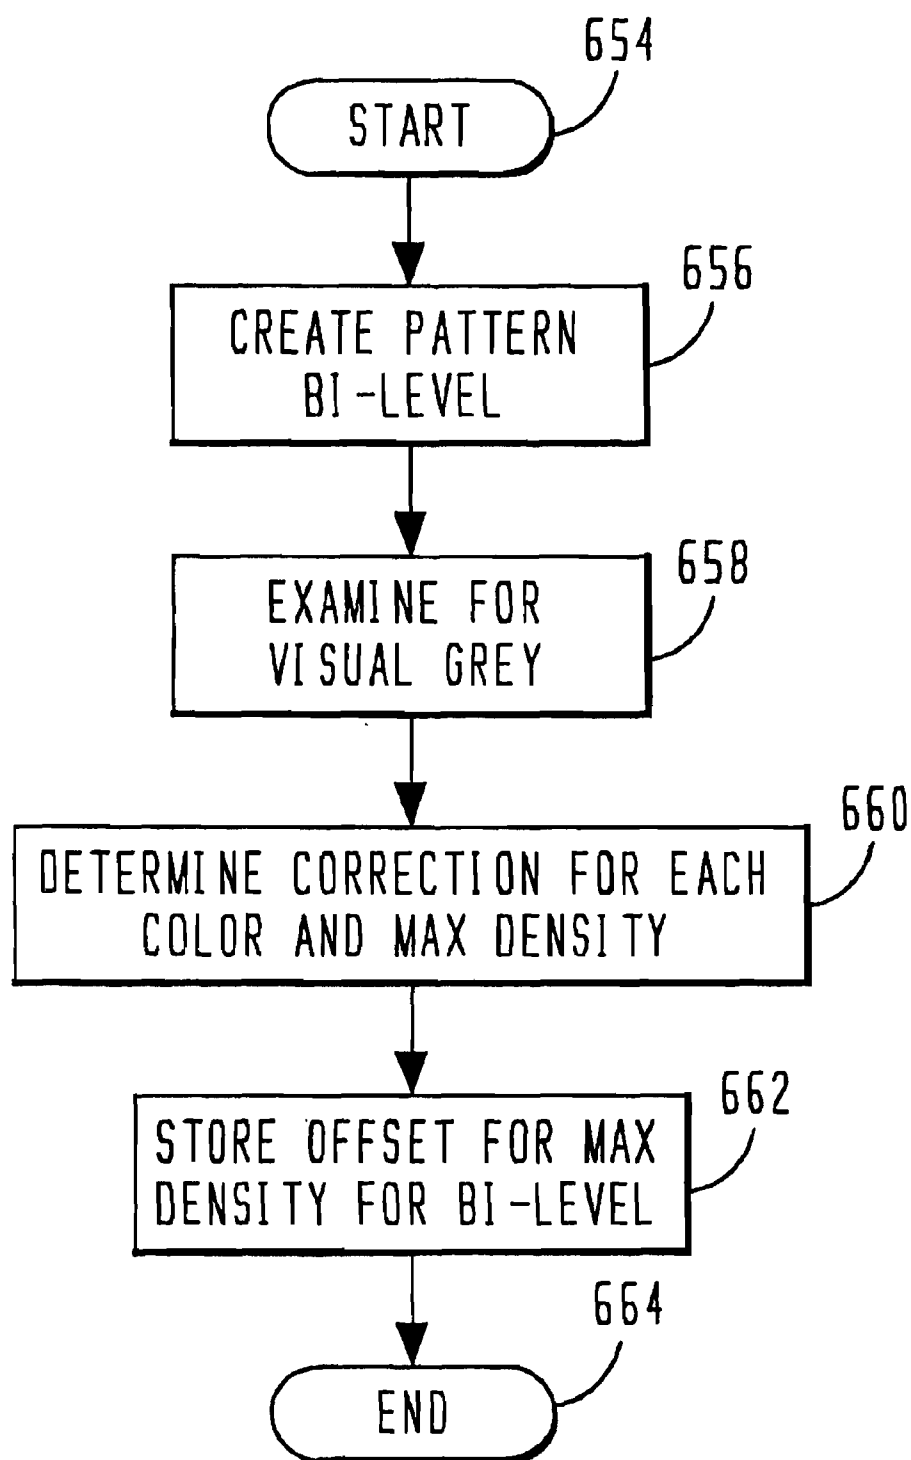 654
START
656
CREATE PATTERN
BI-LEVEL
658
EXAMINE FOR
VISUAL GREY
660
DETERMINE CORRECTION FOR EACH
COLOR AND MAX DENSITY
662
STORE OFFSET FOR MAX
DENSITY FOR BI-LEVEL
664
END